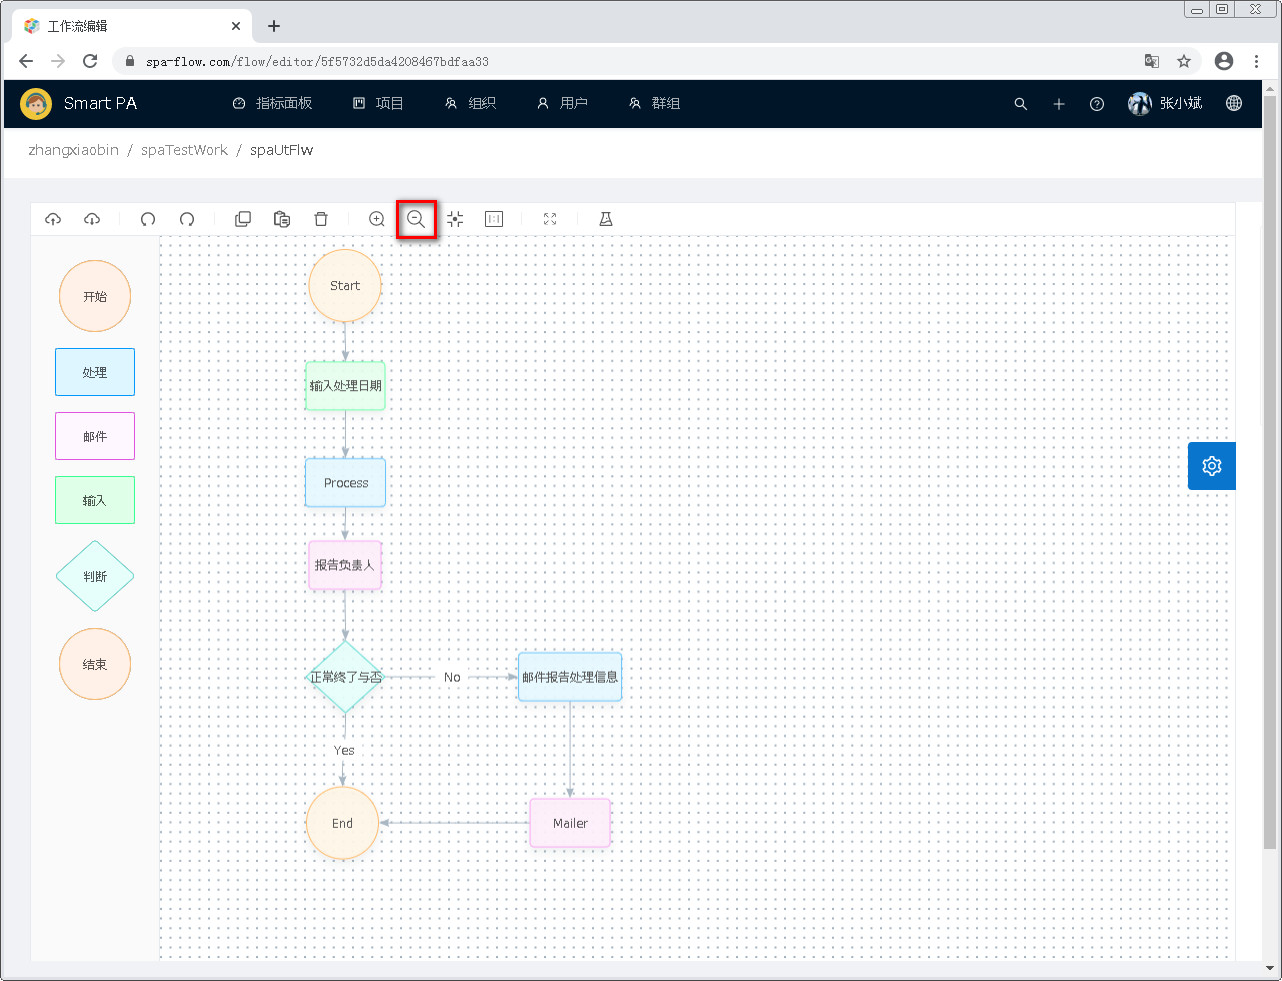 工作流编辑
spa-flow.com/flow/editor/5f5732d5da4208467bdfaa33
Smart PA 指标面板 项目 组织 用户 群组 张小斌
zhangxiaobin / spaTestWork / spaUtFlw
开始
处理
邮件
输入
判断
结束
Start
输入处理日期
Process
报告负责人
正常终了与否
No
邮件报告处理信息
Yes
End
Mailer